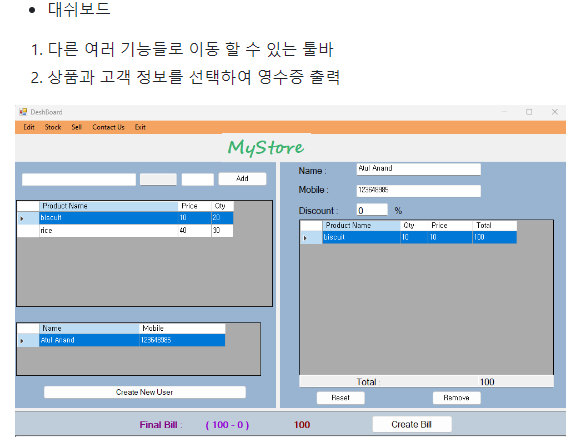 대쉬보드
1. 다른 여러 기능들로 이동 할 수 있는 툴바
2. 상품과 고객 정보를 선택하여 영수증 출력
DeshBoard
Edit Stock Sell Contact Us Exit
MyStore
Add
Product Name Price Qty
biscuit 10 20
rice 40 30
Name Mobile
Atul Anand 123648985
Create New User
Name : Atul Anand
Mobile : 123648985
Discount : 0 %
Product Name Qty Price Total
biscuit 10 10 100
Total : 100
Reset Remove
Final Bill : ( 100 - 0 ) 100 Create Bill